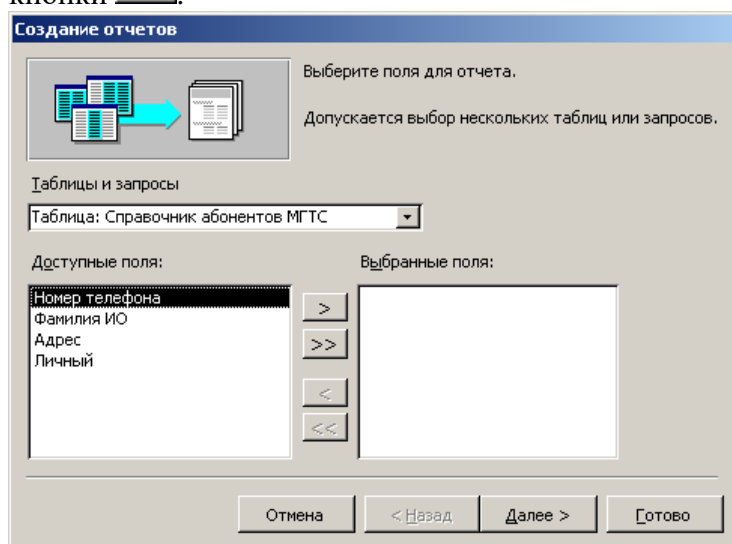 кнопки
Создание отчетов
Выберите поля для отчета.
Допускается выбор нескольких таблиц или запросов.
Таблицы и запросы
Таблица: Справочник абонентов МГТС
Доступные поля:
Выбранные поля:
Номер телефона
Фамилия ИО
Адрес
Личный
>
>>
<
<<
Отмена
< Назад
Далее >
Готово